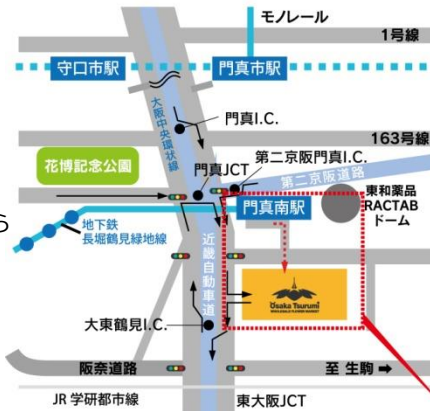 モノレール
1号線
守口市駅
門真市駅
大阪中央環状線
門真I.C.
163号線
花博記念公園
門真JCT
第二京阪門真I.C.
第二京阪道路
門真南駅
東和薬品
RACTAB
ドーム
ら
地下鉄
長堀鶴見緑地線
近畿自動車道
Osaka Tsurumi
WHOLESALE FLOWER MARKET
大東鶴見I.C.
阪奈道路
至 生駒
JR 学研都市線
東大阪JCT